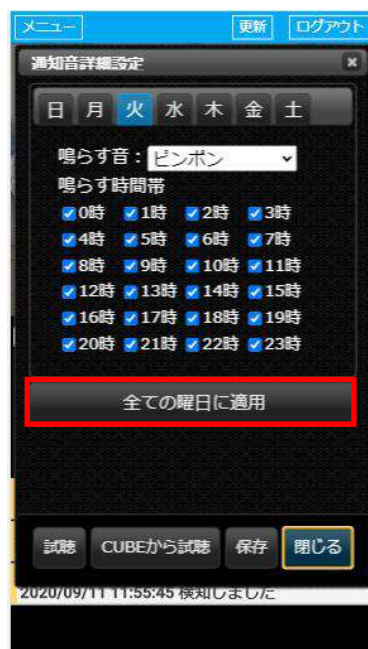 メニュー 更新 ログアウト
通知音詳細設定 ×
日 月 火 水 木 金 土
鳴らす音： ピンポン
鳴らす時間帯
0時 1時 2時 3時
4時 5時 6時 7時
8時 9時 10時 11時
12時 13時 14時 15時
16時 17時 18時 19時
20時 21時 22時 23時
全ての曜日に適用
試聴 CUBEから試聴 保存 閉じる
2020/09/11 11:55:45 検知しました